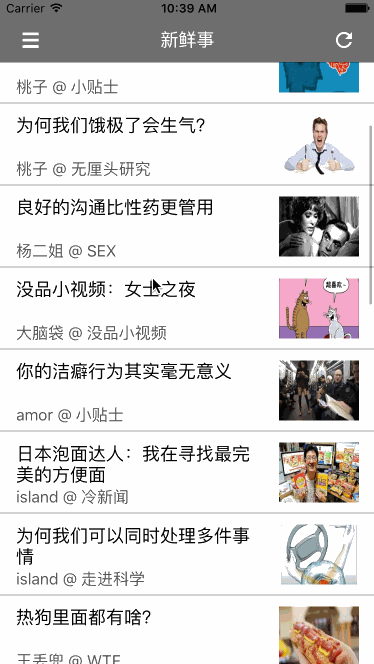 Carrier 10:39 AM
新鲜事
桃子 @ 小贴士
为何我们饿极了会生气?
桃子 @ 无厘头研究
良好的沟通比性药更管用
杨二姐 @ SEX
没品小视频：女士之夜
大脑袋 @ 没品小视频
你的洁癖行为其实毫无意义
amor @ 小贴士
日本泡面达人：我在寻找最完
美的方便面
island @ 冷新闻
为何我们可以同时处理多件事
情
island @ 走进科学
热狗里面都有啥?
王丢兜 @ WTF